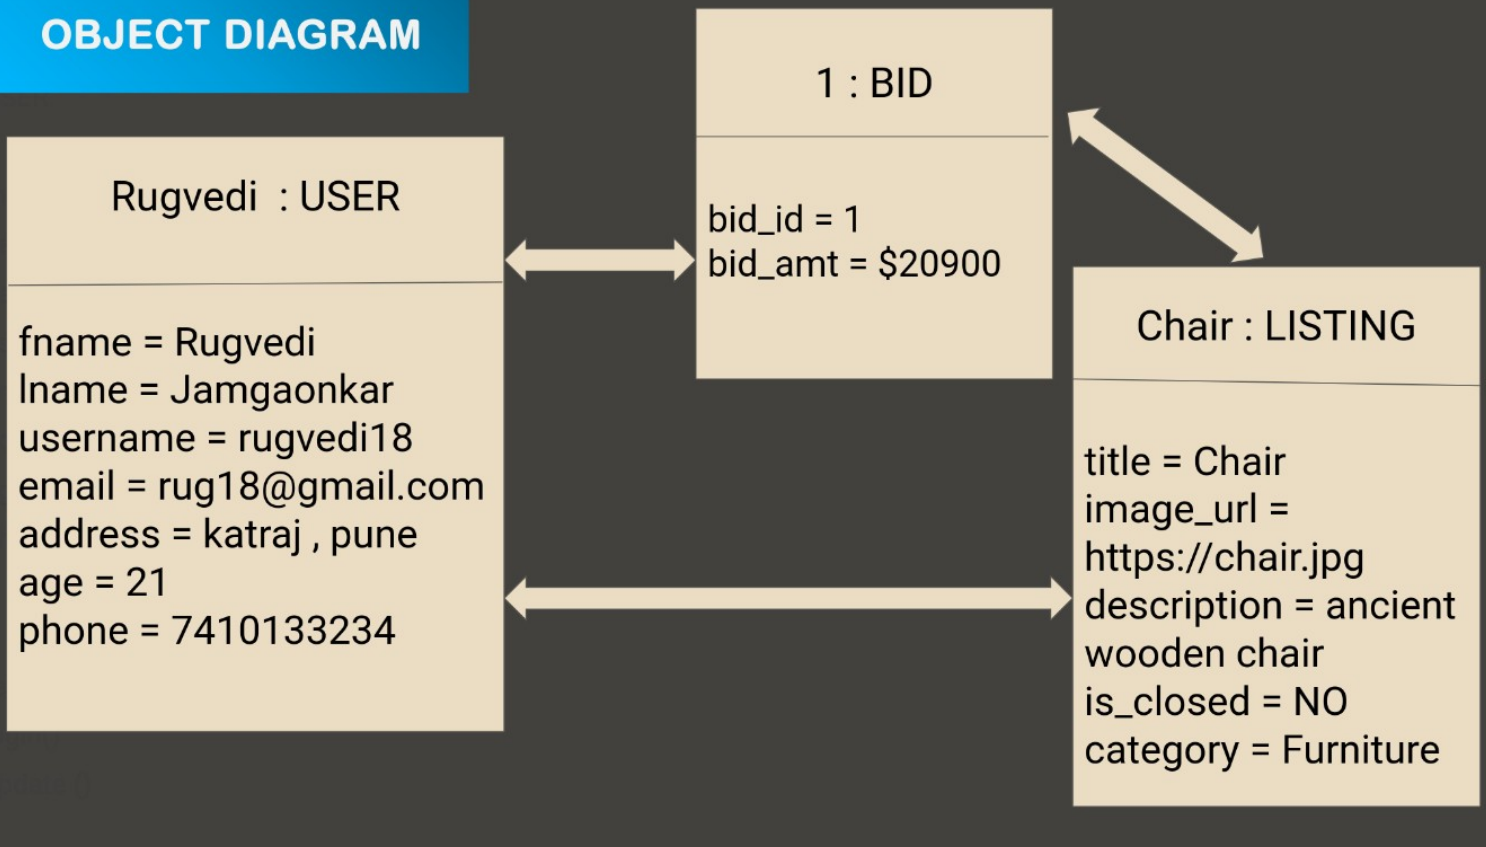 OBJECT DIAGRAM
Rugvedi : USER
fname = Rugvedi
lname = Jamgaonkar
username = rugvedi18
email = rug18@gmail.com
address = katraj , pune
age = 21
phone = 7410133234
1 : BID
bid_id = 1
bid_amt = $20900
Chair : LISTING
title = Chair
image_url =
https://chair.jpg
description = ancient
wooden chair
is_closed = NO
category = Furniture